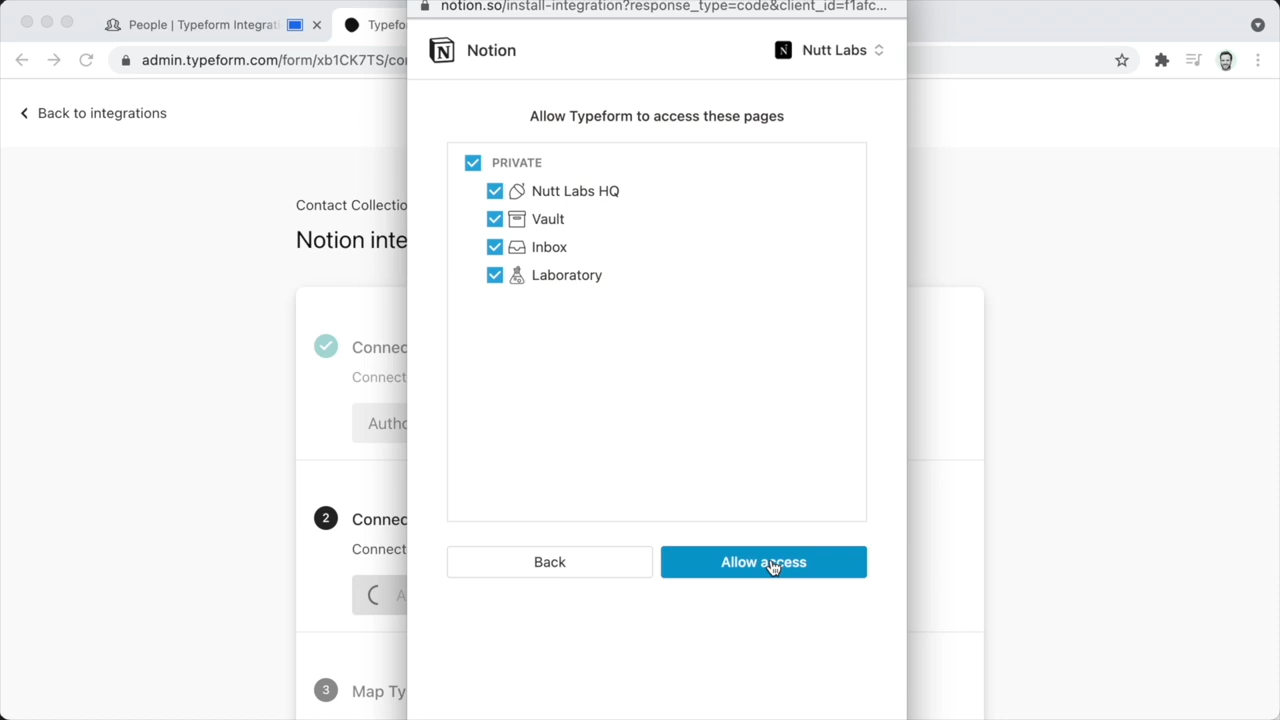 notion.so/install-integration?response_type=code&client_id=f1afc...
People | Typeform Integrati
Typefo
admin.typeform.com/form/xb1CK7TS/co
Notion
Nutt Labs
Back to integrations
Allow Typeform to access these pages
PRIVATE
Nutt Labs HQ
Vault
Inbox
Laboratory
Contact Collectio
Notion inte
Connec
Connect
Autho
2
Connec
Connect
A
Back
Allow access
3
Map Ty